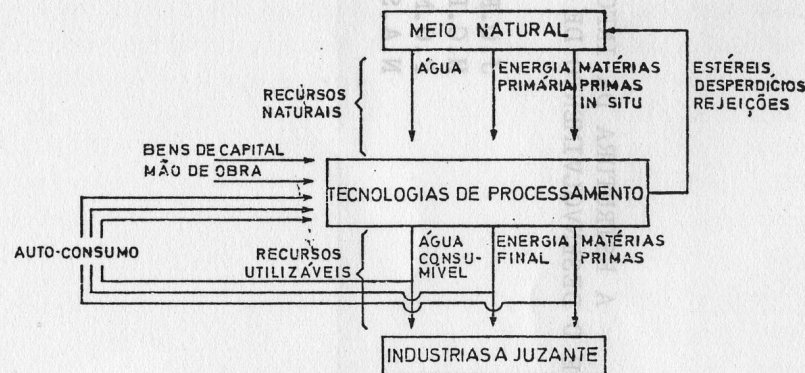 MEIO NATURAL
RECURSOS
NATURAIS
ÁGUA
ENERGIA
PRIMÁRIA
MATÉRIAS
PRIMAS
IN SITU
ESTÉREIS
DESPERDÍCIOS
REJEIÇÕES
BENS DE CAPITAL
MÃO DE OBRA
TECNOLOGIAS DE PROCESSAMENTO
AUTO-CONSUMO
RECURSOS
UTILIZÁVEIS
ÁGUA
CONSU-
MÍVEL
ENERGIA
FINAL
MATÉRIAS
PRIMAS
INDUSTRIAS A JUZANTE